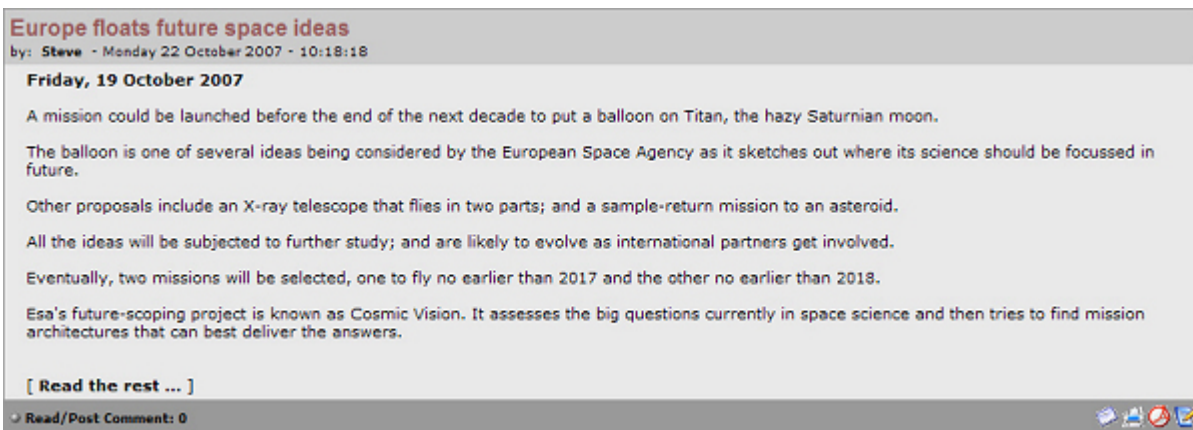 Europe floats future space ideas
by: Steve - Monday 22 October 2007 - 10:18:18
Friday, 19 October 2007
A mission could be launched before the end of the next decade to put a balloon on Titan, the hazy Saturnian moon.
The balloon is one of several ideas being considered by the European Space Agency as it sketches out where its science should be focussed in
future.
Other proposals include an X-ray telescope that flies in two parts; and a sample-return mission to an asteroid.
All the ideas will be subjected to further study; and are likely to evolve as international partners get involved.
Eventually, two missions will be selected, one to fly no earlier than 2017 and the other no earlier than 2018.
Esa's future-scoping project is known as Cosmic Vision. It assesses the big questions currently in space science and then tries to find mission
architectures that can best deliver the answers.
[ Read the rest ... ]
Read/Post Comment: 0